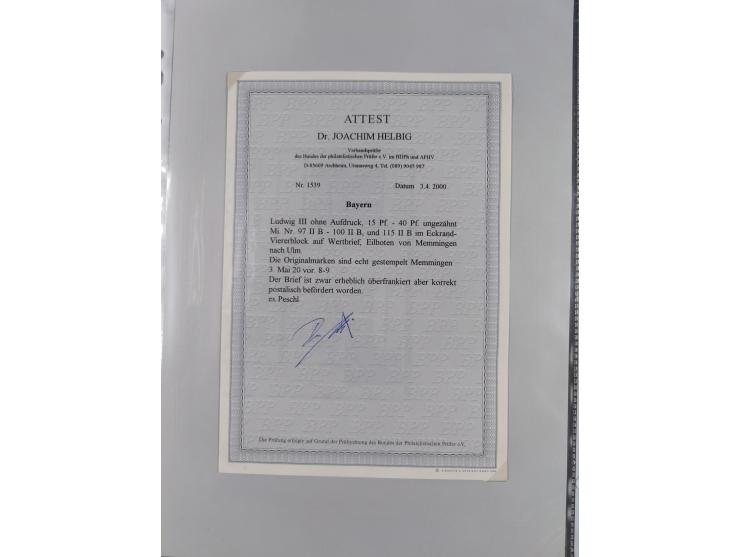 ATTEST
Dr. JOACHIM HELBIG
Verbandsprüfer
des Bundes der philatelistischen Prüfer e.V. im BDPh und APHV
Nr. 1539 Datum 3.4. 2000
Bayern
Ludwig III ohne Aufdruck, 15 Pf. - 40 Pf. ungezähnt
Mi. Nr. 97 II B - 100 II B, und 115 II B im Eckrand-
Viererblock auf Wertbrief, Eilboten von Memmingen
nach Ulm.
Die Originalmarken sind echt gestempelt Memmingen
3. Mai 20 vor. 8-9
Der Brief ist zwar erheblich überfrankiert aber korrekt
postalisch befördert worden.
ex Peschl
Die Prüfung erfolgte auf Grund der Prüfordnung des Bundes der Philatelistischen Prüfer e.V.